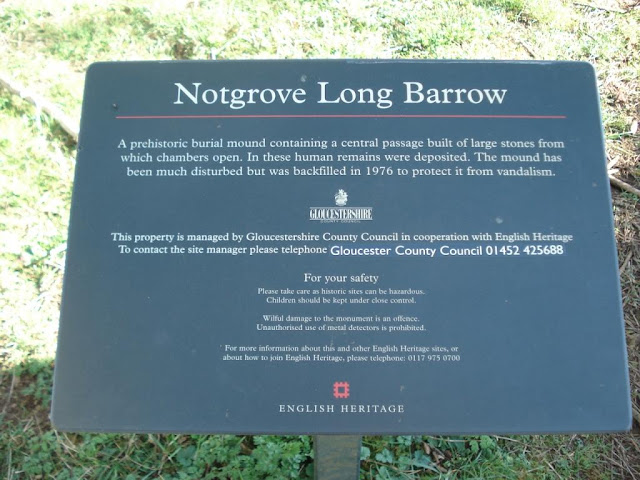 Notgrove Long Barrow
A prehistoric burial mound containing a central passage built of large stones from
which chambers open. In these human remains were deposited. The mound has
been much disturbed but was backfilled in 1976 to protect it from vandalism.
GLOUCESTERSHIRE
COUNTY COUNCIL
This property is managed by Gloucestershire County Council in cooperation with English Heritage
To contact the site manager please telephone Gloucester County Council 01452 425688
For your safety
Please take care as historic sites can be hazardous.
Children should be kept under close control.
Wilful damage to the monument is an offence.
Unauthorised use of metal detectors is prohibited.
For more information about this and other English Heritage sites, or
about how to join English Heritage, please telephone: 0117 975 0700
ENGLISH HERITAGE